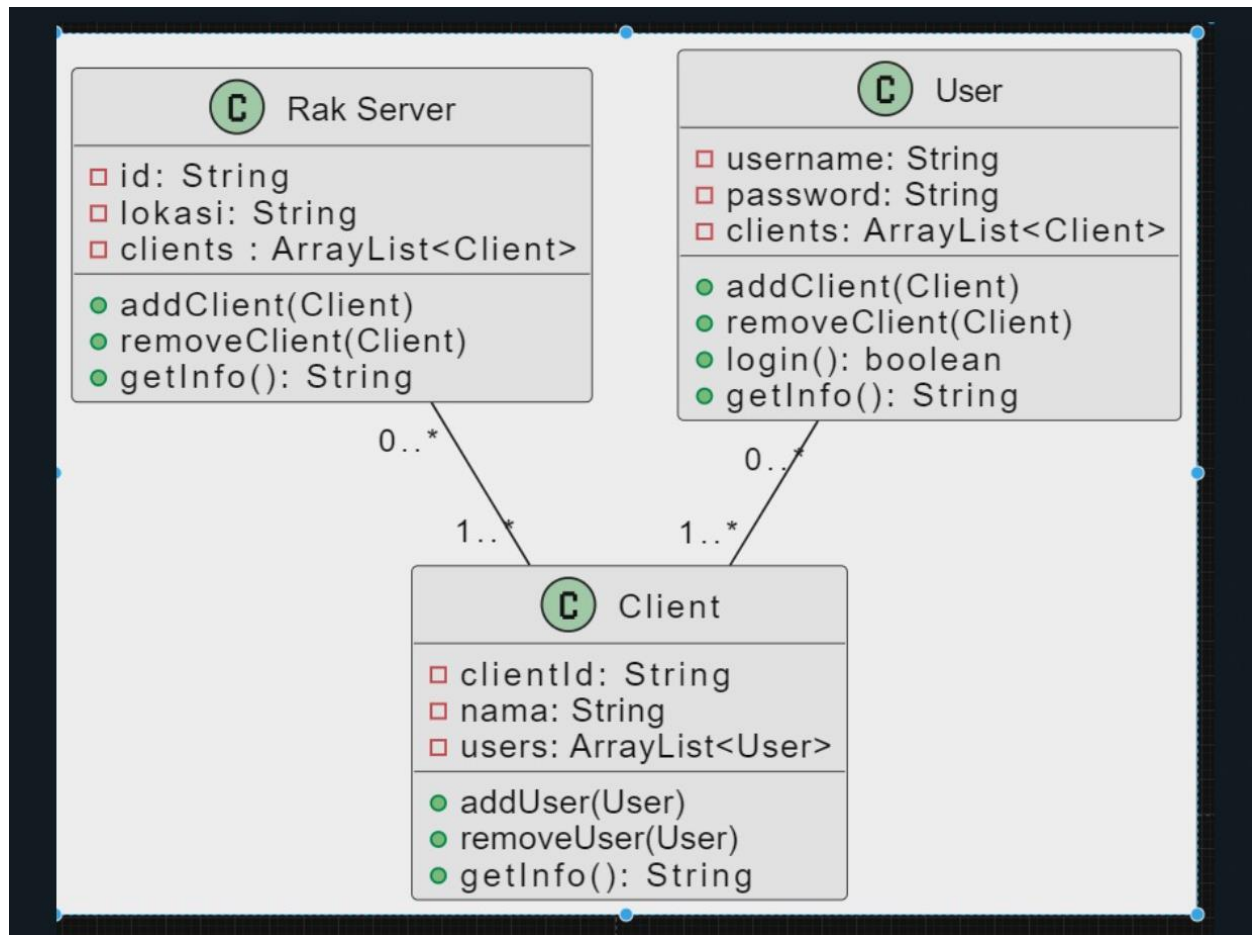 C Rak Server
id: String
lokasi: String
clients : ArrayList<Client>
addClient(Client)
removeClient(Client)
getInfo(): String
C User
username: String
password: String
clients: ArrayList<Client>
addClient(Client)
removeClient(Client)
login(): boolean
getInfo(): String
0..*
1..*
0..*
1..*
C Client
clientId: String
nama: String
users: ArrayList<User>
addUser(User)
removeUser(User)
getInfo(): String